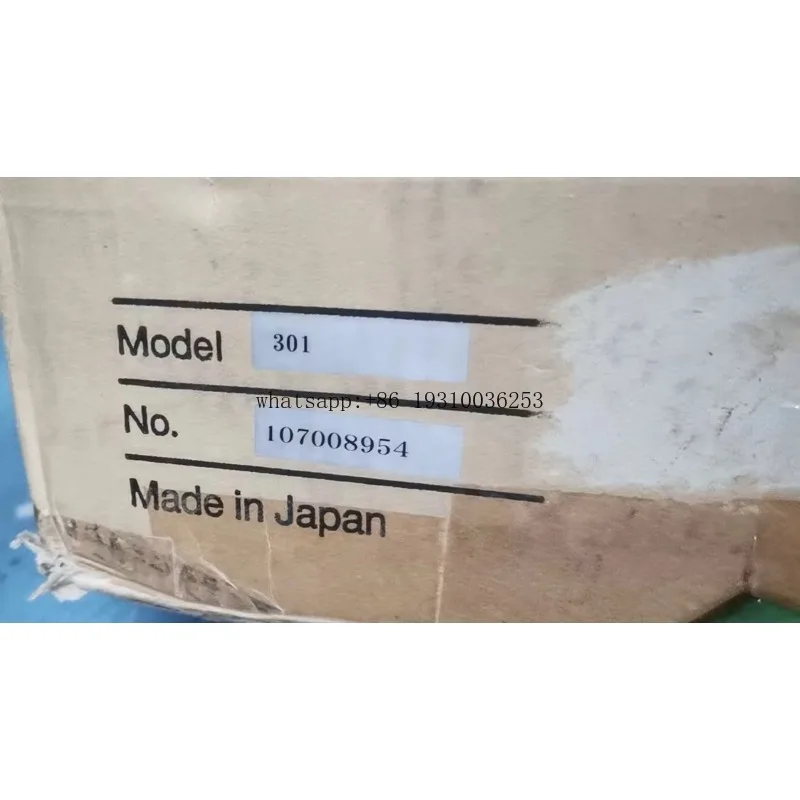 Model 301
whatsapp:+86 19310036253
No. 107008954
Made in Japan